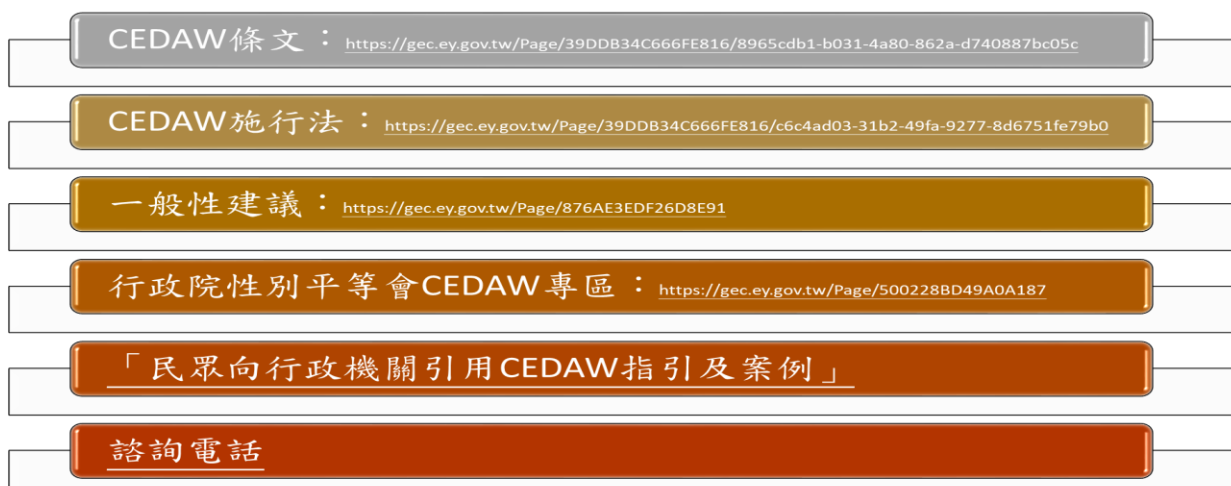 CEDAW條文：https://gec.ey.gov.tw/Page/39DDB34C666FE816/8965cdb1-b031-4a80-862a-d740887bc05c
CEDAW施行法：https://gec.ey.gov.tw/Page/39DDB34C666FE816/c6c4ad03-31b2-49fa-9277-8d6751fe79b0
一般性建議：https://gec.ey.gov.tw/Page/876AE3EDF26D8E91
行政院性別平等會CEDAW專區：https://gec.ey.gov.tw/Page/500228BD49A0A187
「民眾向行政機關引用CEDAW指引及案例」
諮詢電話